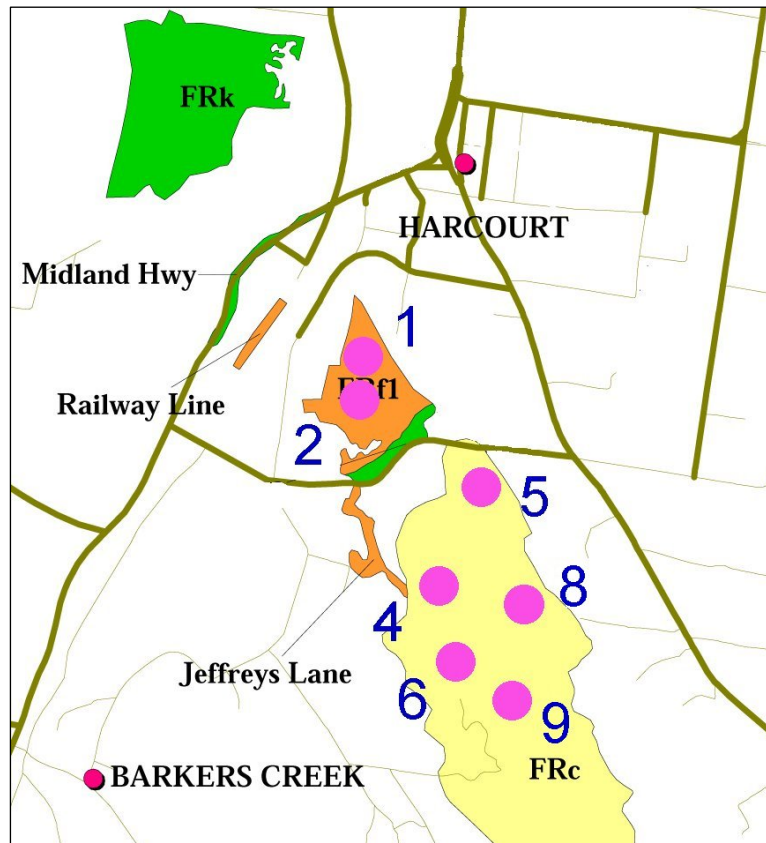 FRk
HARCOURT
Midland Hwy
1
Railway Line
2
5
8
4
Jeffreys Lane
6
9
FRc
BARKERS CREEK